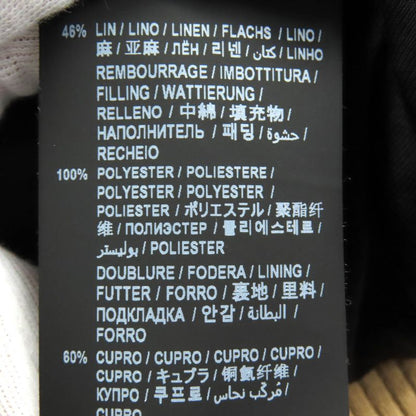 46% LIN / LINO / LINEN / FLACHS / LINO /
麻 / 亚麻 / ЛЁН / 리넨 / كتان / LINHO
REMBOURRAGE / IMBOTTITURA /
FILLING / WATTIERUNG /
RELLENO / 中綿 / 填充物 /
НАПОЛНИТЕЛЬ / 패딩 / حشوة /
RECHEIO
100% POLYESTER / POLIESTERE /
POLYESTER / POLYESTER /
POLIESTER / ポリエステル / 聚酯纤
维 / ПОЛИЭСТЕР / 폴리에스테르 /
بوليستر / POLIESTER
DOUBLURE / FODERA / LINING /
FUTTER / FORRO / 裏地 / 里料 /
ПОДКЛАДКА / 안감 / البطانة /
FORRO
60% CUPRO / CUPRO / CUPRO / CUPRO /
CUPRO / キュプラ / 铜氨纤维 /
КУПРО / 쿠프로 / مركب نحاس /
CUPRO